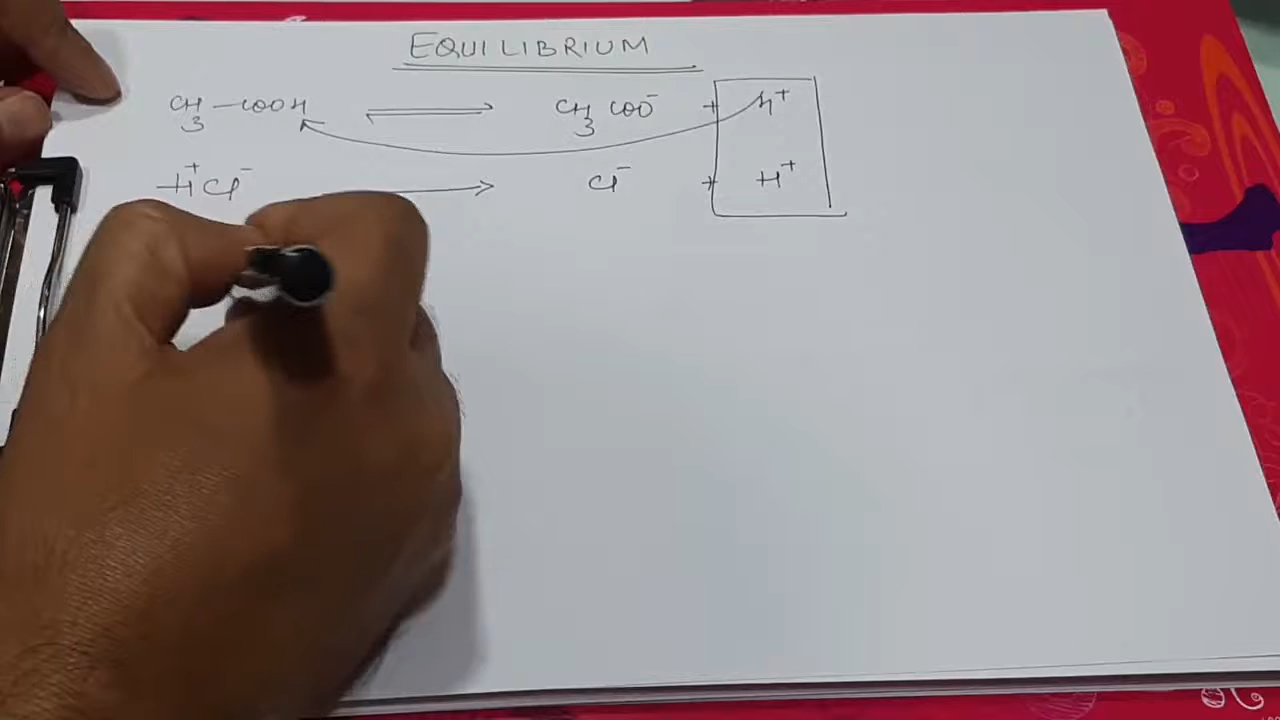 EQUILIBRIUM
CH₃ – COOH ⇌ CH₃COO⁻ + H⁺
H⁺Cl⁻ → Cl⁻ + H⁺